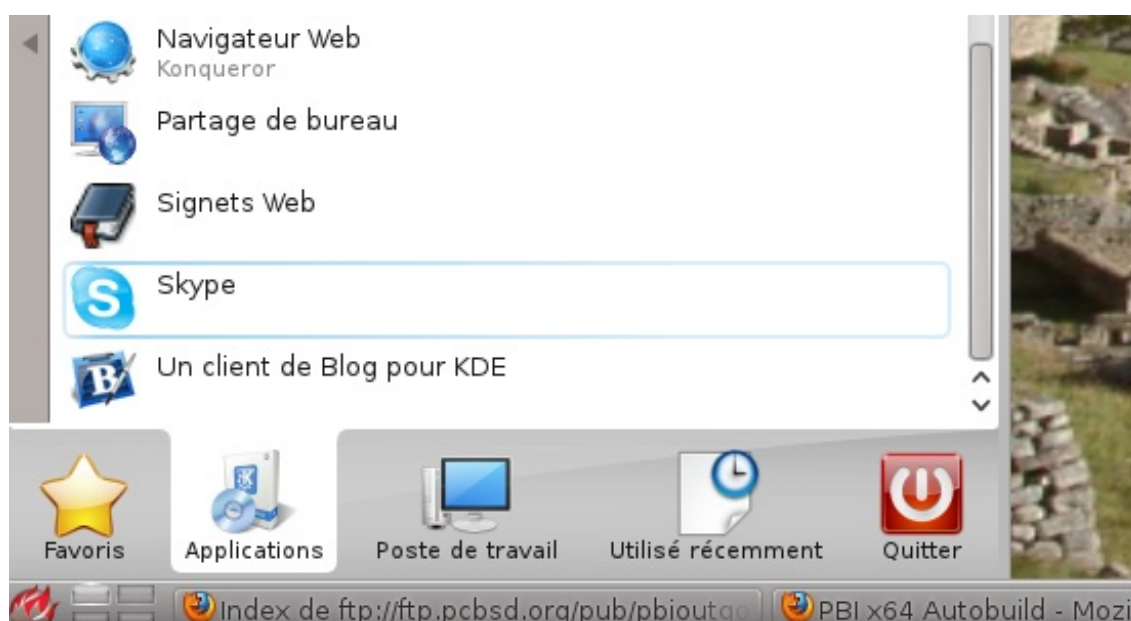 Navigateur Web
Konqueror
Partage de bureau
Signets Web
Skype
Un client de Blog pour KDE
Favoris
Applications
Poste de travail
Utilisé récemment
Quitter
Index de ftp://ftp.pcbsd.org/pub/pbioutgo
PBI x64 Autobuild - Mozi